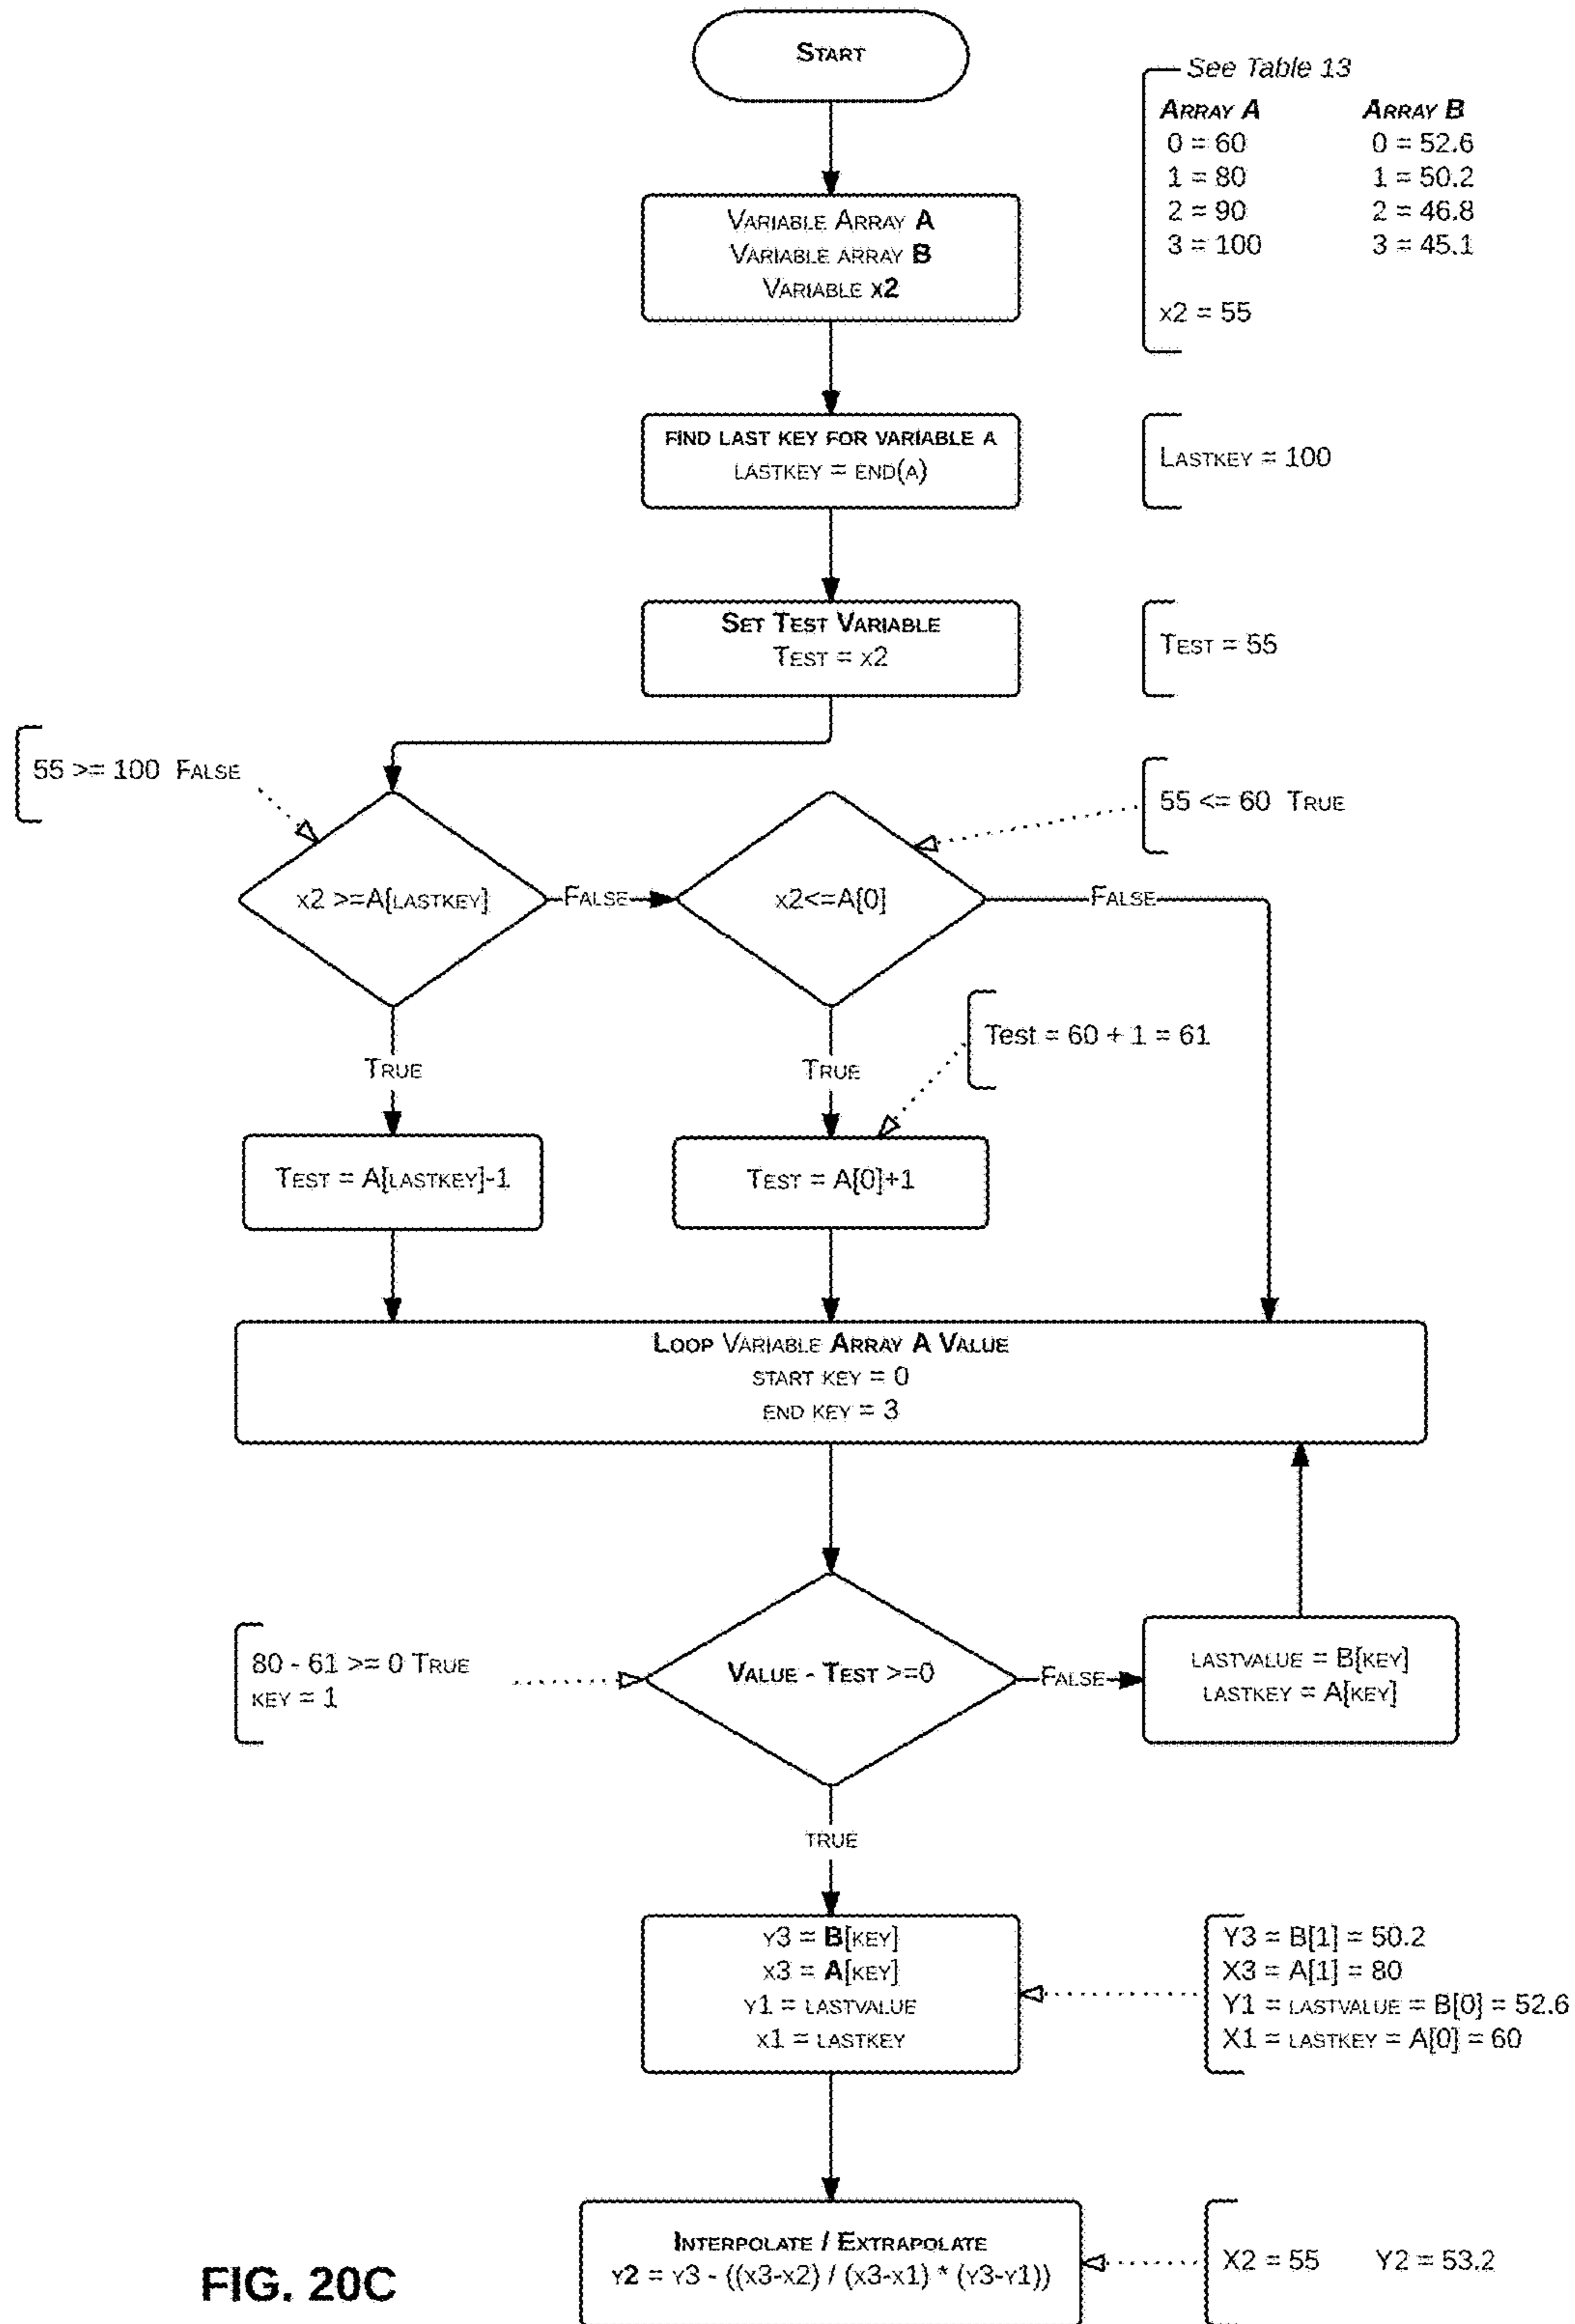 START
See Table 13
ARRAY A ARRAY B
0 = 60 0 = 52.6
1 = 80 1 = 50.2
2 = 90 2 = 46.8
3 = 100 3 = 45.1
x2 = 55
VARIABLE ARRAY A
VARIABLE ARRAY B
VARIABLE X2
FIND LAST KEY FOR VARIABLE A
LASTKEY = END(A)
LASTKEY = 100
SET TEST VARIABLE
TEST = X2
TEST = 55
55 >= 100 FALSE
55 <= 60 TRUE
X2 >=A[LASTKEY]
FALSE
X2<=A[0]
FALSE
TRUE
TRUE
Test = 60 + 1 = 61
TEST = A[LASTKEY]-1
TEST = A[0]+1
LOOP VARIABLE ARRAY A VALUE
START KEY = 0
END KEY = 3
80 - 61 >= 0 TRUE
KEY = 1
VALUE - TEST >=0
FALSE
LASTVALUE = B[KEY]
LASTKEY = A[KEY]
TRUE
Y3 = B[KEY]
X3 = A[KEY]
Y1 = LASTVALUE
X1 = LASTKEY
Y3 = B[1] = 50.2
X3 = A[1] = 80
Y1 = LASTVALUE = B[0] = 52.6
X1 = LASTKEY = A[0] = 60
INTERPOLATE / EXTRAPOLATE
Y2 = Y3 - ((X3-X2) / (X3-X1) * (Y3-Y1))
X2 = 55 Y2 = 53.2
FIG. 20C